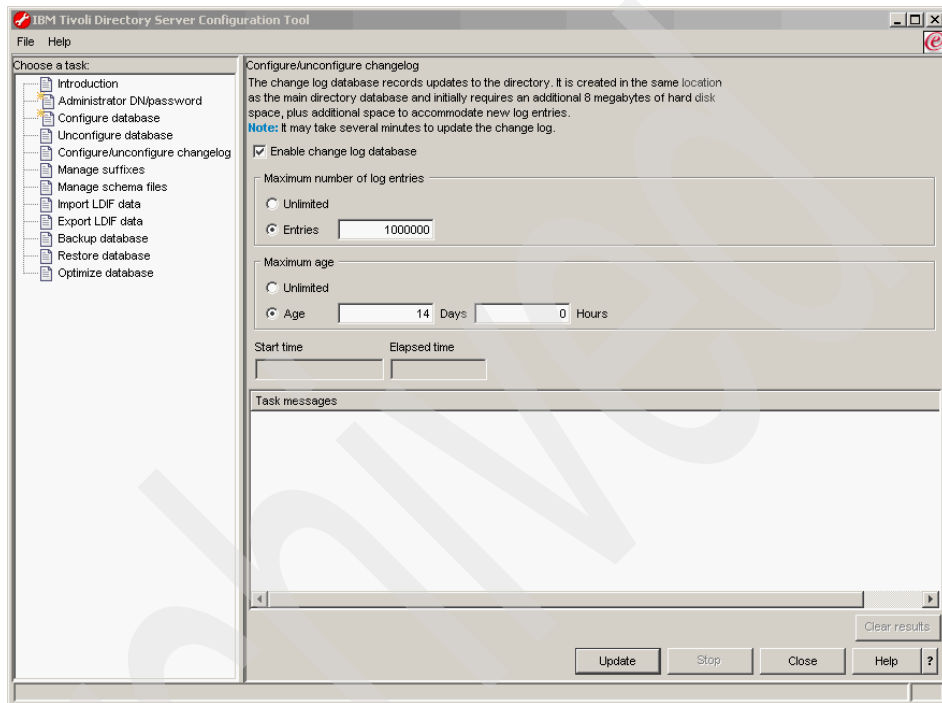 IBM Tivoli Directory Server Configuration Tool
File Help
Choose a task:
Introduction
Administrator DN/password
Configure database
Unconfigure database
Configure/unconfigure changelog
Manage suffixes
Manage schema files
Import LDIF data
Export LDIF data
Backup database
Restore database
Optimize database
Configure/unconfigure changelog
The change log database records updates to the directory. It is created in the same location
as the main directory database and initially requires an additional 8 megabytes of hard disk
space, plus additional space to accommodate new log entries.
Note: It may take several minutes to update the change log.
Enable change log database
Maximum number of log entries
Unlimited
Entries 1000000
Maximum age
Unlimited
Age 14 Days 0 Hours
Start time Elapsed time
Task messages
Clear results
Update Stop Close Help ?